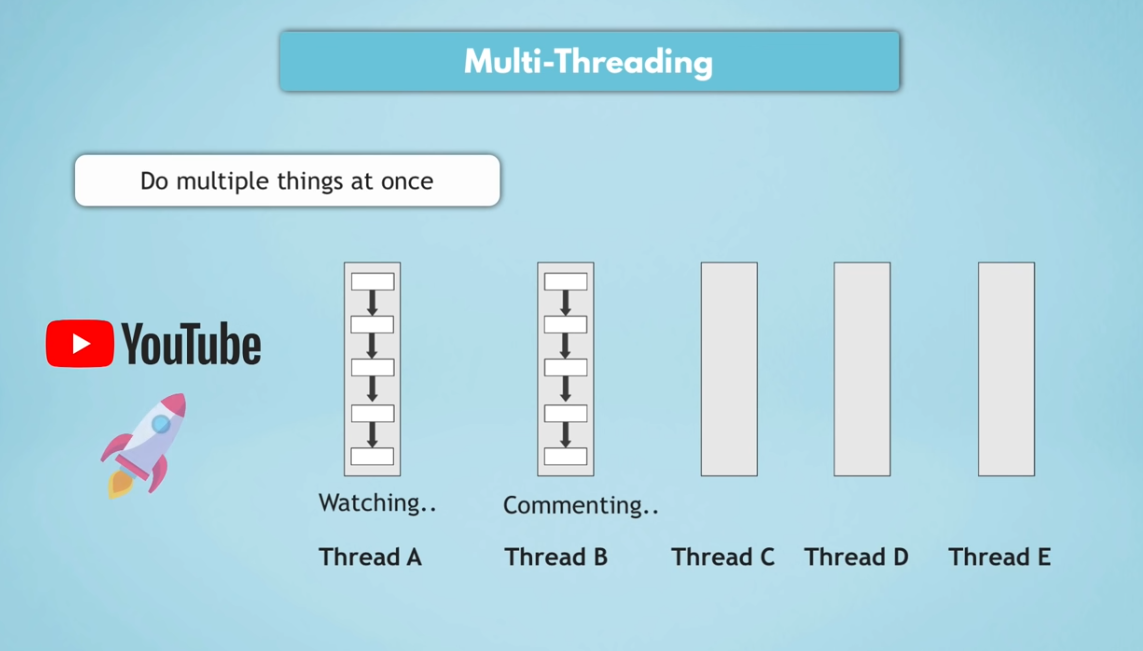 Multi-Threading
Do multiple things at once
YouTube
Watching..
Commenting..
Thread A
Thread B
Thread C
Thread D
Thread E